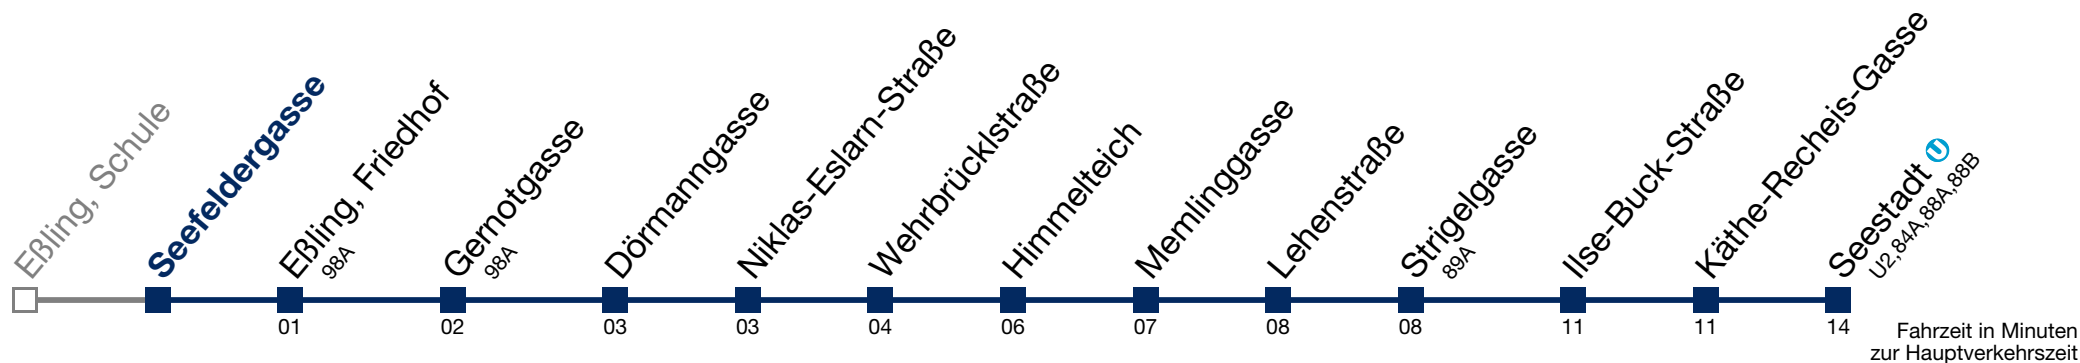 Eßling, Schule
Seefeldergasse
Eßling, Friedhof
98A
Gernotgasse
98A
Dörmanngasse
Niklas-Eslarn-Straße
Wehrbrücklstraße
Himmelteich
Memlinggasse
Lehenstraße
Strigelgasse
89A
Ilse-Buck-Straße
Käthe-Recheis-Gasse
Seestadt U
U2,84A,88A,88B
01 02 03 03 04 06 07 08 08 11 11 14
Fahrzeit in Minuten
zur Hauptverkehrszeit